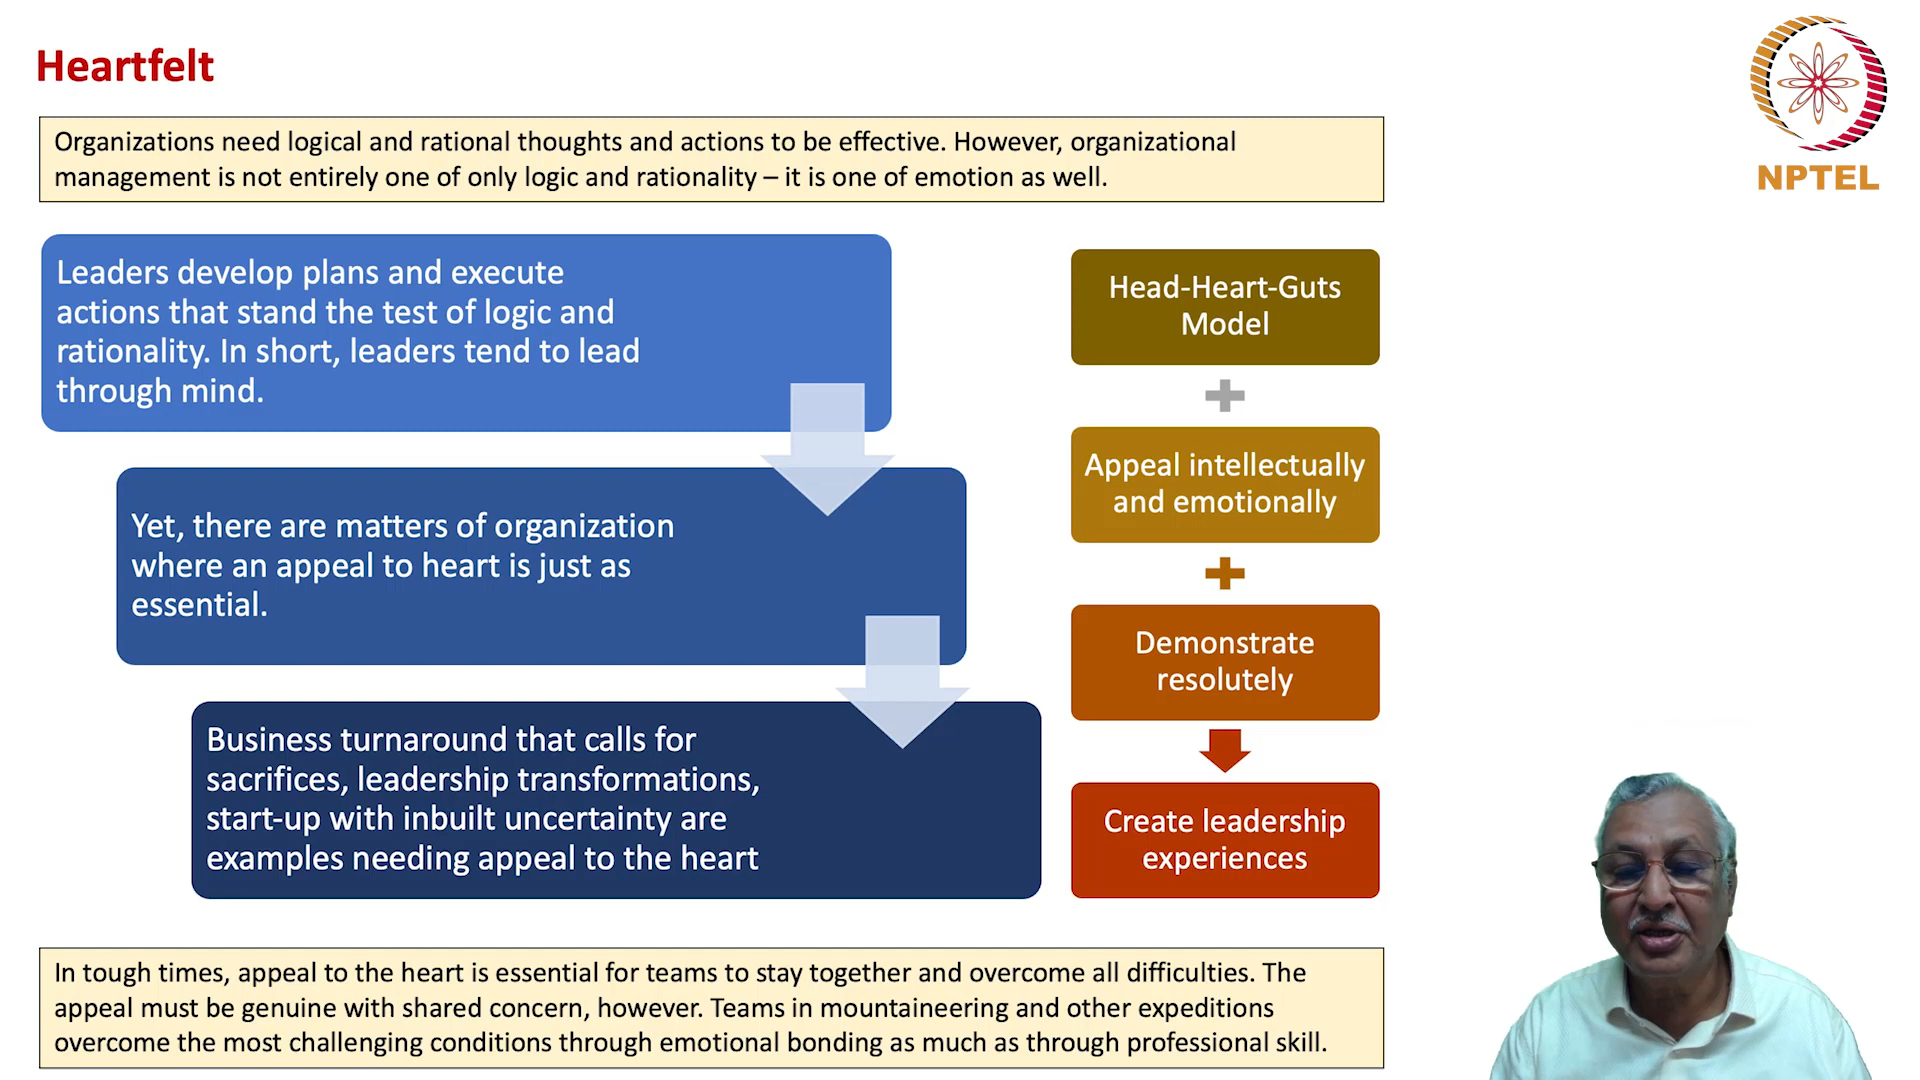 Heartfelt
Organizations need logical and rational thoughts and actions to be effective. However, organizational
management is not entirely one of only logic and rationality – it is one of emotion as well.
Leaders develop plans and execute
actions that stand the test of logic and
rationality. In short, leaders tend to lead
through mind.
Yet, there are matters of organization
where an appeal to heart is just as
essential.
Business turnaround that calls for
sacrifices, leadership transformations,
start-up with inbuilt uncertainty are
examples needing appeal to the heart
Head-Heart-Guts
Model
Appeal intellectually
and emotionally
Demonstrate
resolutely
Create leadership
experiences
In tough times, appeal to the heart is essential for teams to stay together and overcome all difficulties. The
appeal must be genuine with shared concern, however. Teams in mountaineering and other expeditions
overcome the most challenging conditions through emotional bonding as much as through professional skill.
NPTEL